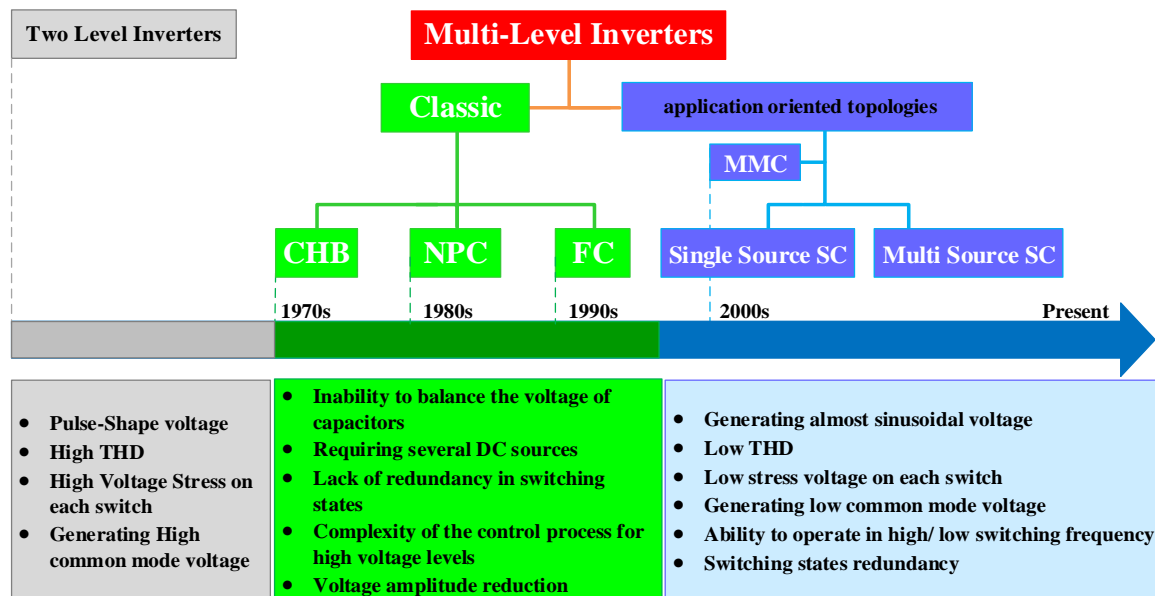 Two Level Inverters
Multi-Level Inverters
Classic
application oriented topologies
MMC
CHB
NPC
FC
Single Source SC
Multi Source SC
1970s
1980s
1990s
2000s
Present
• Pulse-Shape voltage
• High THD
• High Voltage Stress on
each switch
• Generating High
common mode voltage
• Inability to balance the voltage of
capacitors
• Requiring several DC sources
• Lack of redundancy in switching
states
• Complexity of the control process for
high voltage levels
• Voltage amplitude reduction
• Generating almost sinusoidal voltage
• Low THD
• Low stress voltage on each switch
• Generating low common mode voltage
• Ability to operate in high/ low switching frequency
• Switching states redundancy